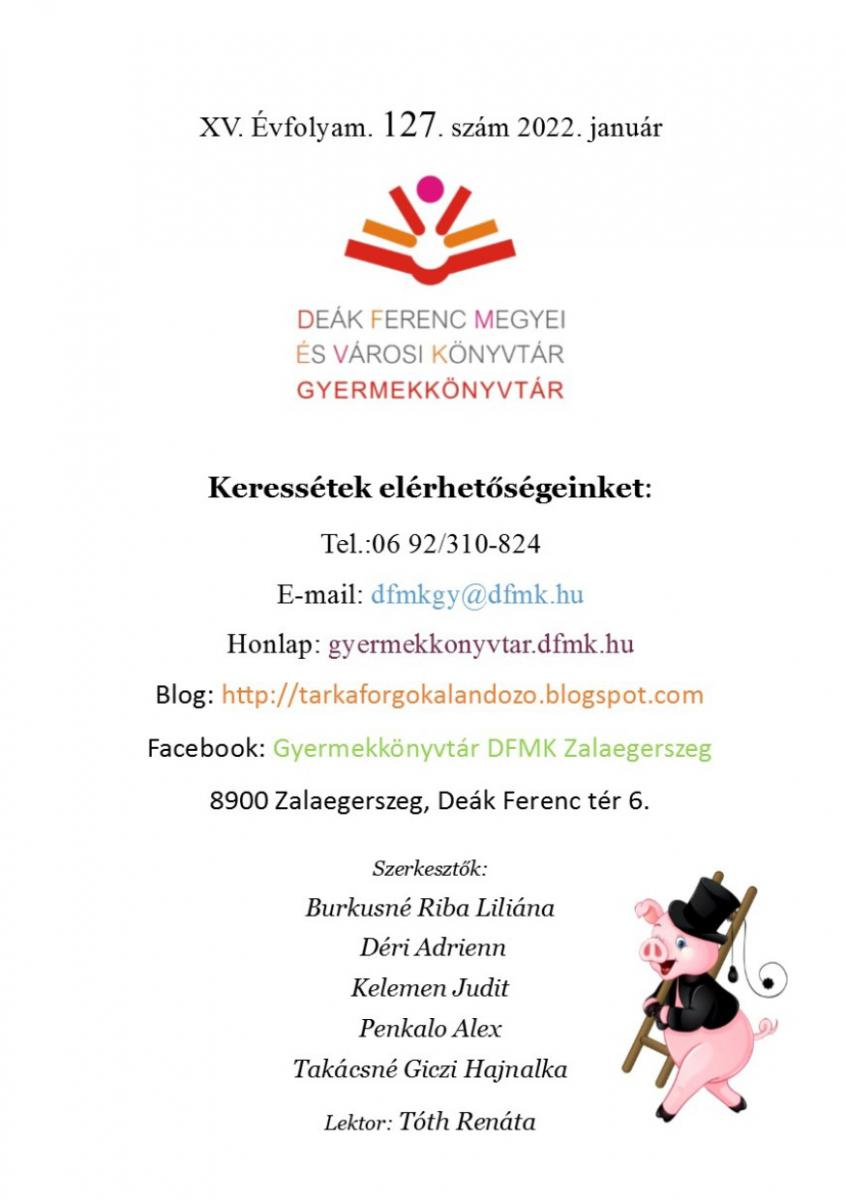 XV. Évfolyam. 127. szám 2022. január
DEÁK FERENC MEGYEI
ÉS VÁROSI KÖNYVTÁR
GYERMEKKÖNYVTÁR
Keressétek elérhetőségeinket:
Tel.:06 92/310-824
E-mail: dfmkgy@dfmk.hu
Honlap: gyermekkonyvtar.dfmk.hu
Blog: http://tarkaforgokalandozo.blogspot.com
Facebook: Gyermekkönyvtár DFMK Zalaegerszeg
8900 Zalaegerszeg, Deák Ferenc tér 6.
Szerkesztők:
Burkusné Riba Liliána
Déri Adrienn
Kelemen Judit
Penkalo Alex
Takácsné Giczi Hajnalka
Lektor: Tóth Renáta